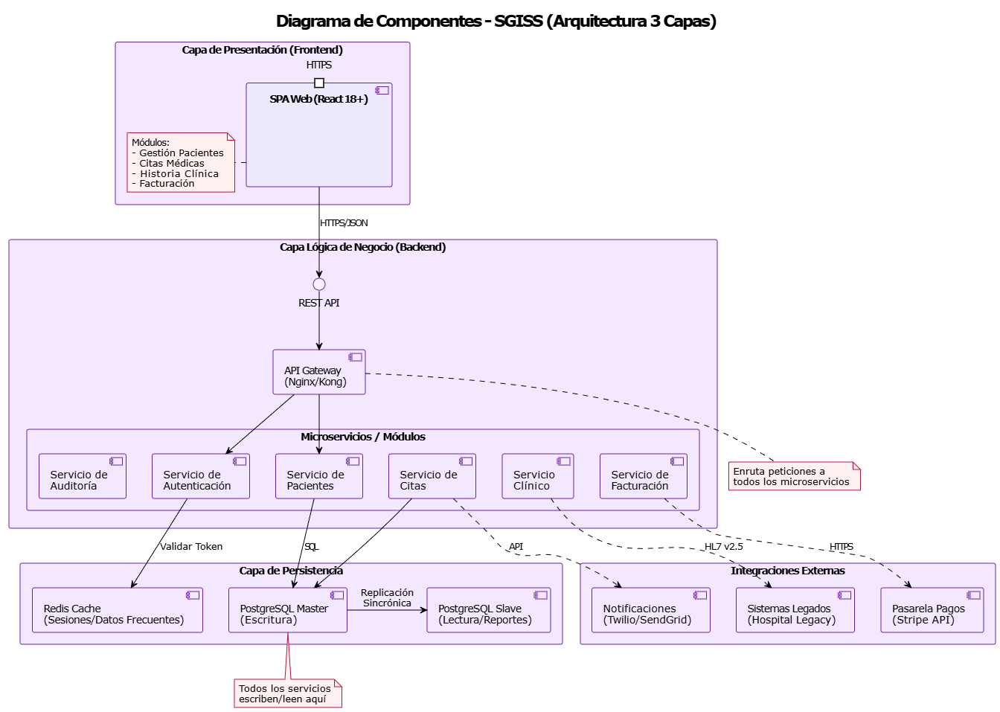 Diagrama de Componentes - SGISS (Arquitectura 3 Capas)
Capa de Presentación (Frontend)
HTTPS
SPA Web (React 18+)
Módulos:
- Gestión Pacientes
- Citas Médicas
- Historia Clínica
- Facturación
HTTPS/JSON
Capa Lógica de Negocio (Backend)
REST API
API Gateway
(Nginx/Kong)
Microservicios / Módulos
Servicio de
Auditoría
Servicio de
Autenticación
Servicio de
Pacientes
Servicio de
Citas
Servicio
Clínico
Servicio de
Facturación
Enruta peticiones a
todos los microservicios
Validar Token
SQL
API
HL7 v2.5
HTTPS
Capa de Persistencia
Redis Cache
(Sesiones/Datos Frecuentes)
PostgreSQL Master
(Escritura)
Replicación
Sincrónica
PostgreSQL Slave
(Lectura/Reportes)
Integraciones Externas
Notificaciones
(Twilio/SendGrid)
Sistemas Legados
(Hospital Legacy)
Pasarela Pagos
(Stripe API)
Todos los servicios
escriben/leen aquí